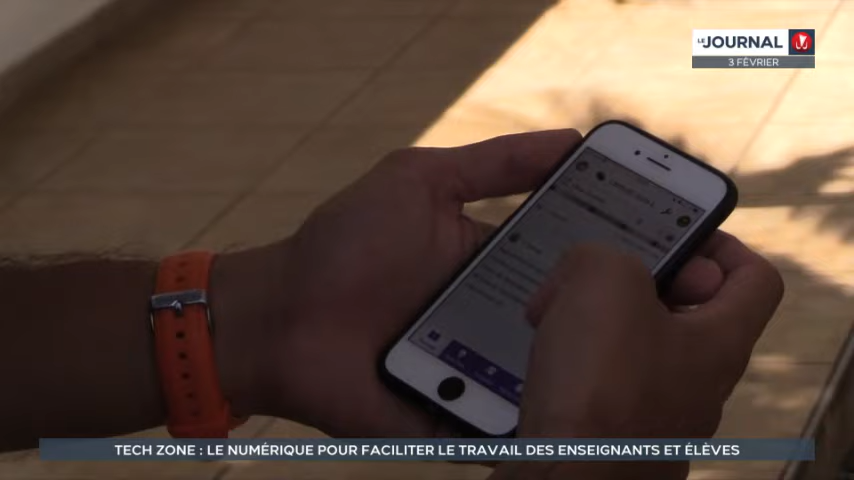 LE JOURNAL
3 FÉVRIER
TECH ZONE : LE NUMÉRIQUE POUR FACILITER LE TRAVAIL DES ENSEIGNANTS ET ÉLÈVES